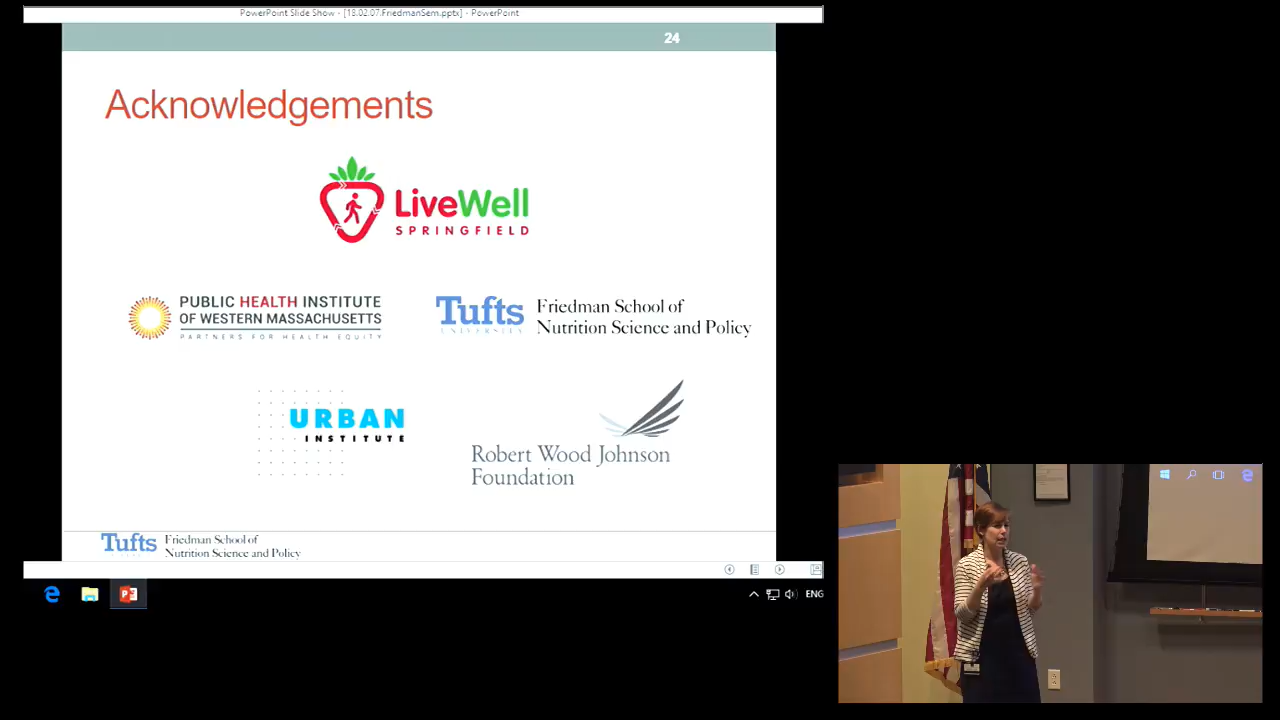 PowerPoint Slide Show - [18.02.07.FriedmanSem.pptx] - PowerPoint
24
Acknowledgements
LiveWell
SPRINGFIELD
PUBLIC HEALTH INSTITUTE
OF WESTERN MASSACHUSETTS
PARTNERS FOR HEALTH EQUITY
Tufts
UNIVERSITY
Friedman School of
Nutrition Science and Policy
URBAN
INSTITUTE
Robert Wood Johnson
Foundation
Tufts
Friedman School of
Nutrition Science and Policy
ENG